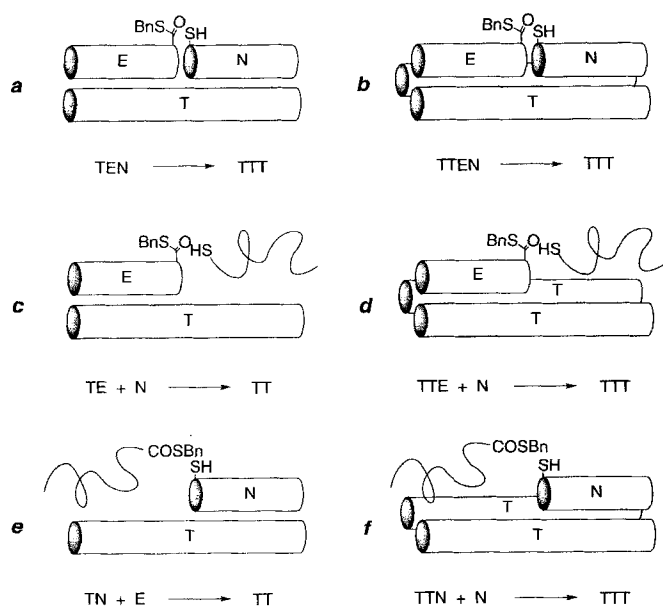 BnS O SH
E N
a
T
TEN → TTT
BnS O SH
E N
b
T
TTEN → TTT
BnS O HS
E
c
T
TE + N → TT
BnS O HS
E
T
d
T
TTE + N → TTT
COSBn
SH
N
e
T
TN + E → TT
COSBn
SH
T N
f
T
TTN + N → TTT